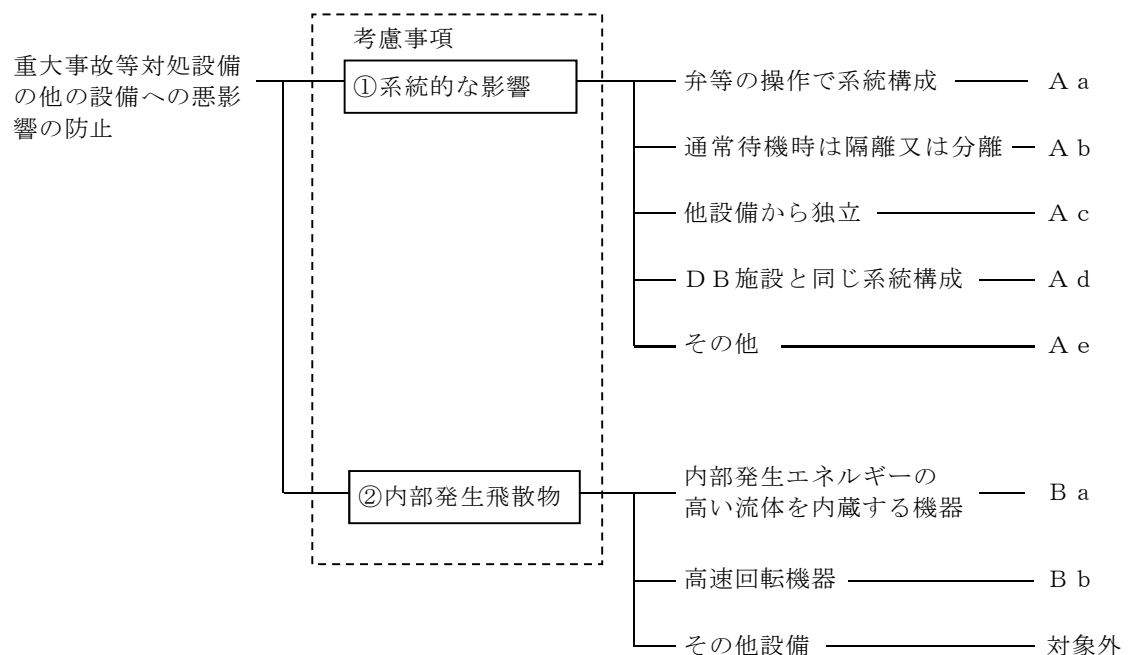 考慮事項
重大事故等対処設備
の他の設備への悪影
響の防止
①系統的な影響
弁等の操作で系統構成 Ａａ
通常待機時は隔離又は分離 Ａｂ
他設備から独立 Ａｃ
ＤＢ施設と同じ系統構成 Ａｄ
その他 Ａｅ
②内部発生飛散物
内部発生エネルギーの
高い流体を内蔵する機器 Ｂａ
高速回転機器 Ｂｂ
その他設備 対象外